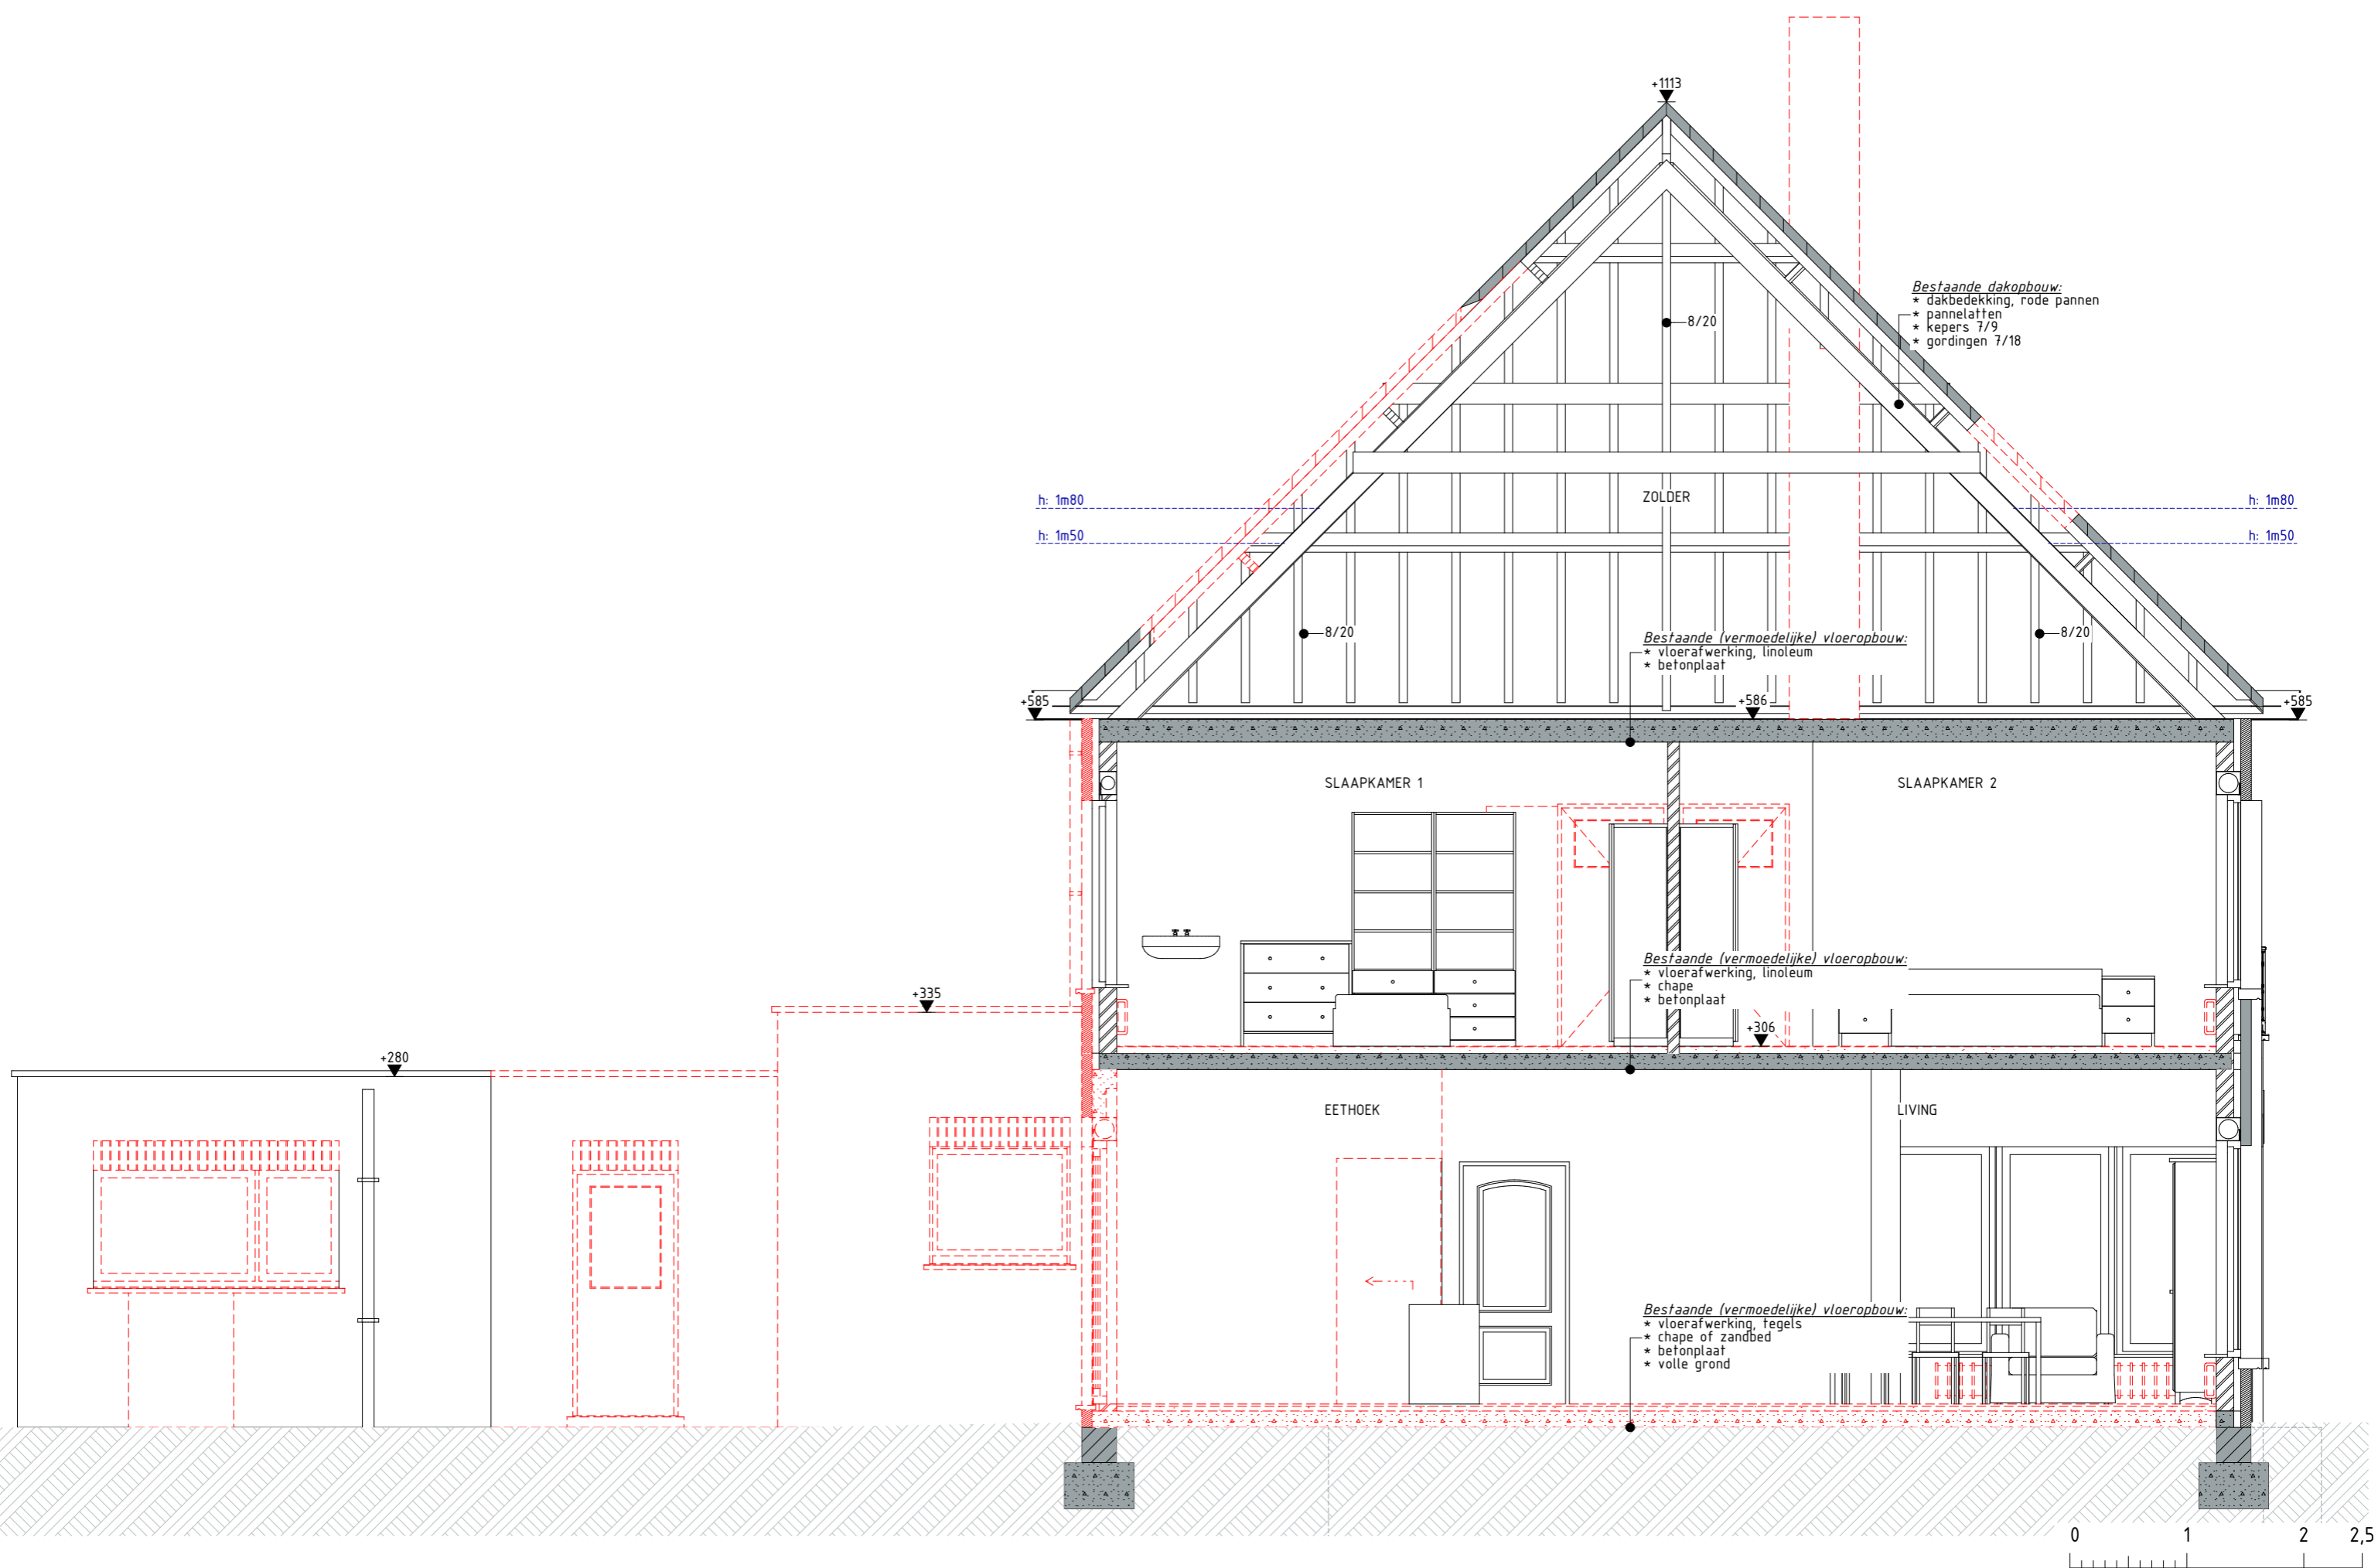 +1113
Bestaande dakopbouw:
* dakbedekking, rode pannen
* pannelatten
* kepers 7/9
* gordingen 7/18
8/20
h: 1m80
ZOLDER
h: 1m80
h: 1m50
h: 1m50
8/20
8/20
Bestaande (vermoedelijke) vloeropbouw:
* vloerafwerking, linoleum
* betonplaat
+585
+586
+585
SLAAPKAMER 1
SLAAPKAMER 2
Bestaande (vermoedelijke) vloeropbouw:
* vloerafwerking, linoleum
* chape
* betonplaat
+335
+306
+280
EETHOEK
LIVING
Bestaande (vermoedelijke) vloeropbouw:
* vloerafwerking, tegels
* chape of zandbed
* betonplaat
* volle grond
0 1 2 2,5